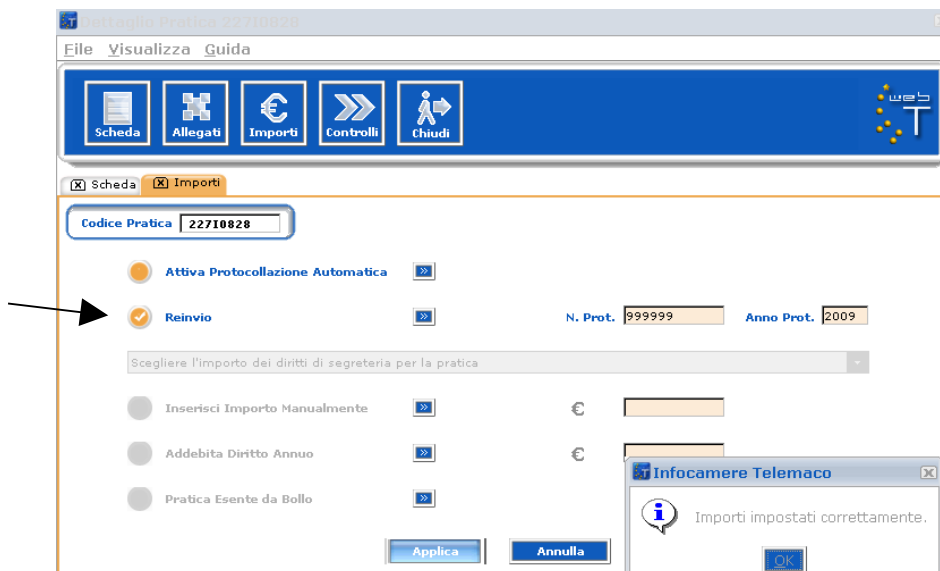 Dettaglio Pratica 227I0828
File Visualizza Guida
Scheda Allegati Importi Controlli Chiudi
web T
Scheda Importi
Codice Pratica 227I0828
Attiva Protocollazione Automatica
Reinvio N. Prot. 999999 Anno Prot. 2009
Scegliere l'importo dei diritti di segreteria per la pratica
Inserisci Importo Manualmente €
Addebita Diritto Annuo €
Pratica Esente da Bollo
Infocamere Telemaco
Importi impostati correttamente.
Applica Annulla
OK